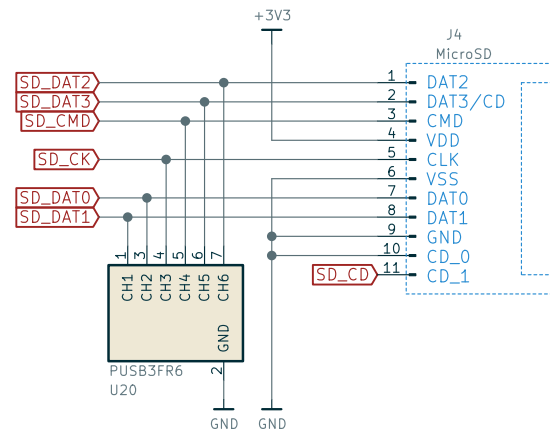 +3V3
J4
MicroSD
SD_DAT2 1 DAT2
SD_DAT3 2 DAT3/CD
SD_CMD 3 CMD
4 VDD
SD_CK 5 CLK
6 VSS
SD_DAT0 7 DAT0
SD_DAT1 8 DAT1
9 GND
10 CD_0
SD_CD 11 CD_1
1 3 4 5 6 7
CH1 CH2 CH3 CH4 CH5 CH6
GND
PUSB3FR6
2
U20
GND GND